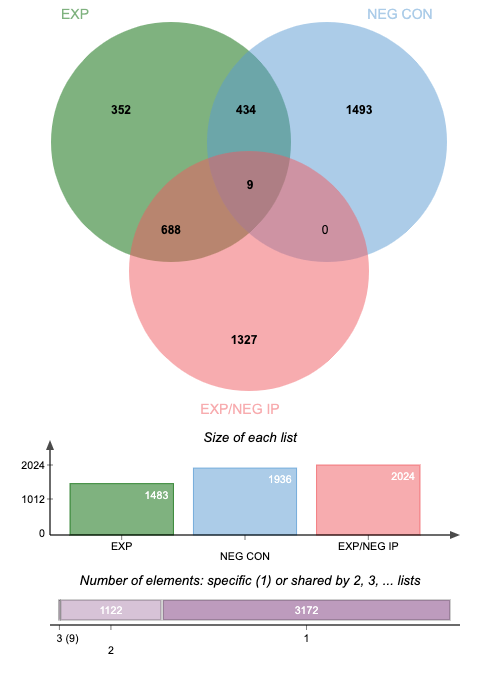 EXP
NEG CON
352
434
1493
9
688
0
1327
EXP/NEG IP
Size of each list
2024
1012
0
1483
1936
2024
EXP
NEG CON
EXP/NEG IP
Number of elements: specific (1) or shared by 2, 3, ... lists
1122
3172
3 (9)
2
1